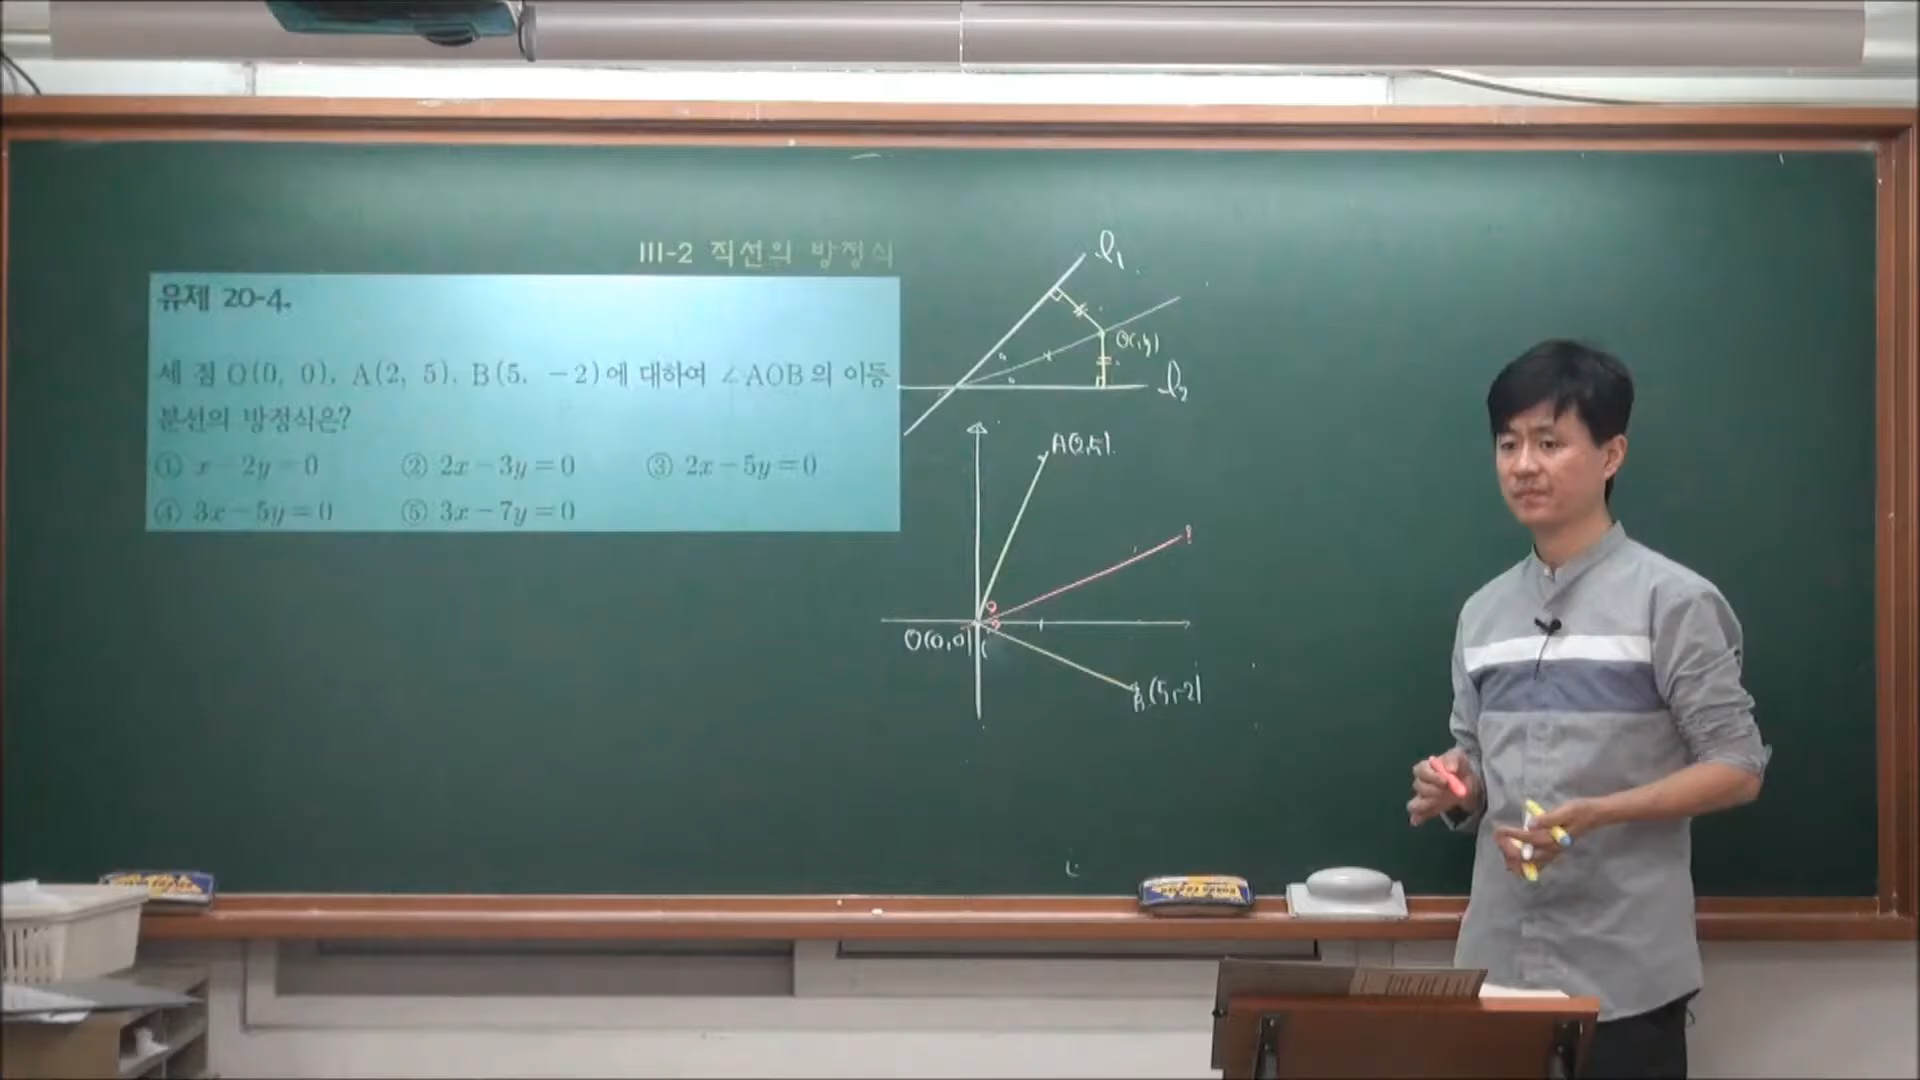 III-2 직선의 방정식
유제 20-4.
세 점 O(0, 0), A(2, 5), B(5, -2)에 대하여 ∠AOB의 이등
분선의 방정식은?
① x-2y=0 ② 2x-3y=0 ③ 2x-5y=0
④ 3x-5y=0 ⑤ 3x-7y=0
l₁
l₂
A(2,5)
O(0,0)
B(5,-2)